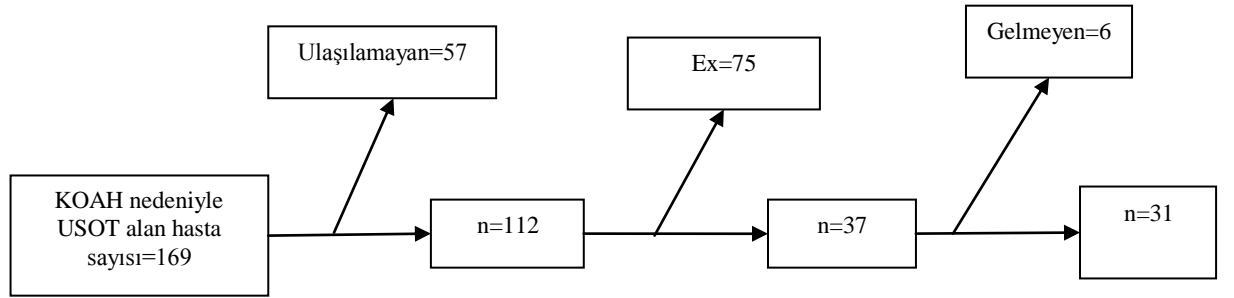 Ulaşılamayan=57
Ex=75
Gelmeyen=6
KOAH nedeniyle
USOT alan hasta
sayısı=169
n=112
n=37
n=31